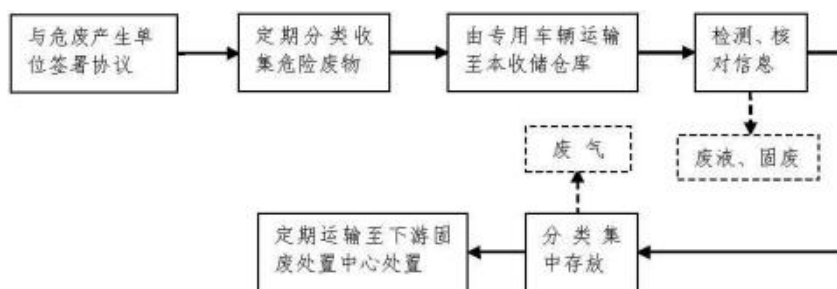 与危废产生单
位签署协议
定期分类收
集危险废物
由专用车辆运输
至本收储仓库
检测、核
对信息
废液、固废
废 气
分 类 集
中存放
定期运输至下游固
废处置中心处置